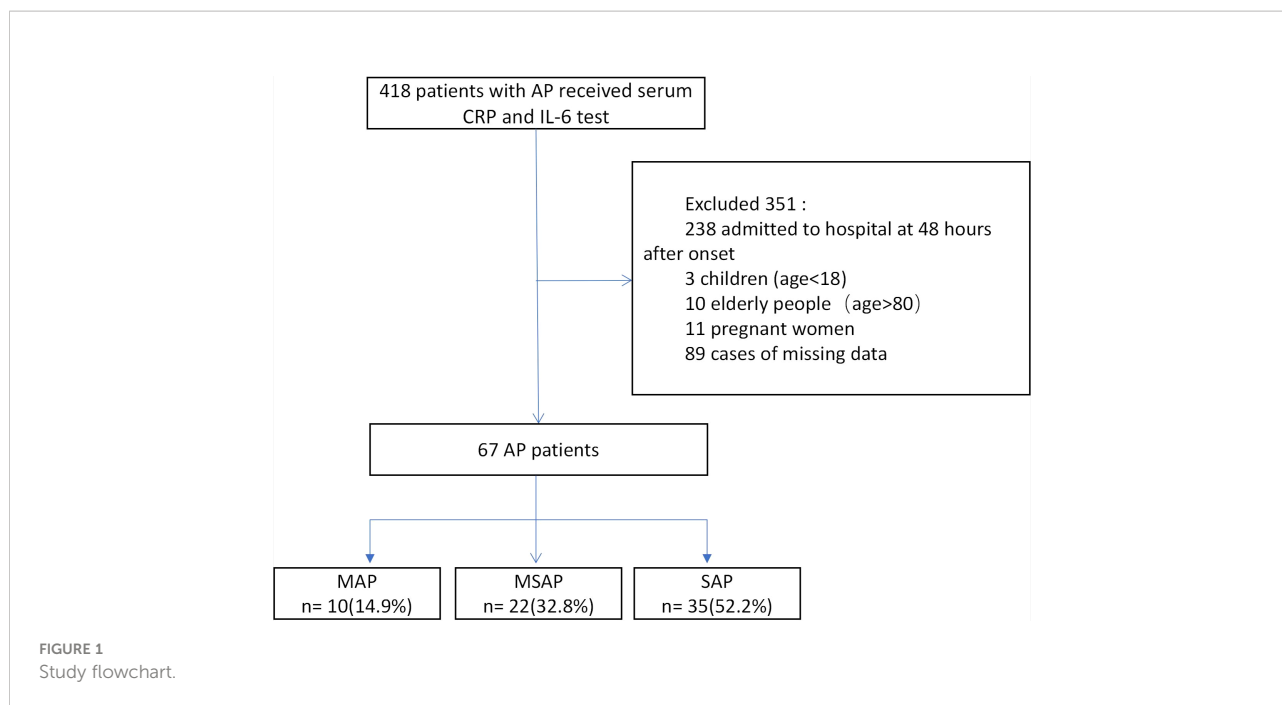 418 patients with AP received serum
CRP and IL-6 test
Excluded 351 :
238 admitted to hospital at 48 hours
after onset
3 children (age<18)
10 elderly people（age>80）
11 pregnant women
89 cases of missing data
67 AP patients
MAP
n= 10(14.9%)
MSAP
n= 22(32.8%)
SAP
n= 35(52.2%)
FIGURE 1
Study flowchart.